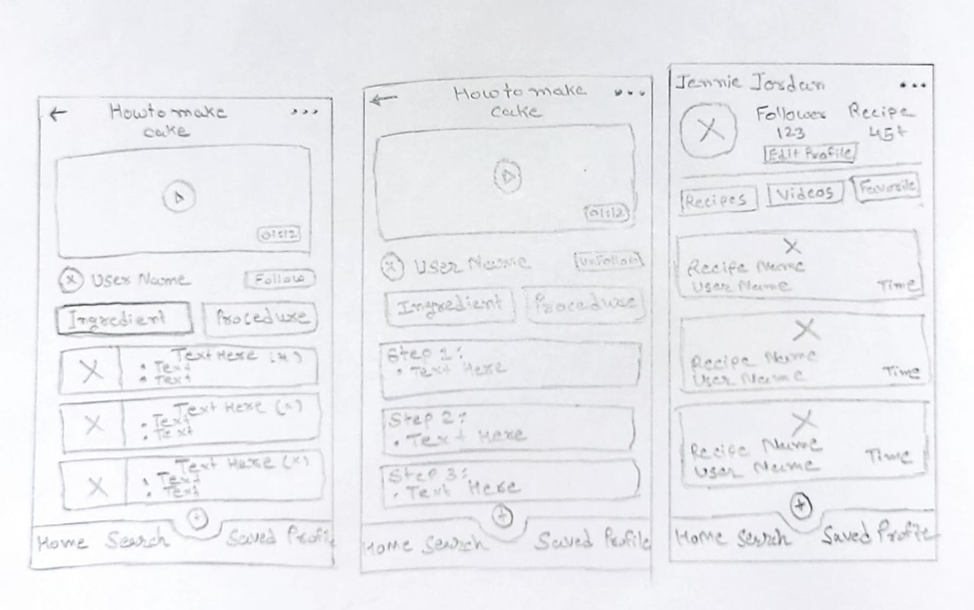 How to make
cake
01:12
User Name Follow
Ingredient Procedure
Text Here (x)
• Text
• Text
Text Here (x)
• Text
• Text
Text Here (x)
• Text
• Text
Home Search + Saved Profile
How to make
cake
01:12
User Name Unfollow
Ingredient Procedure
Step 1:
• Text Here
Step 2:
• Text Here
Step 3:
• Text Here
Home Search + Saved Profile
Jennie Jordan
Follower Recipe
123 457
Edit Profile
Recipes Videos Favorite
Recipe Name
User Name Time
Recipe Name
User Name Time
Recipe Name
User Name Time
Home Search + Saved Profile